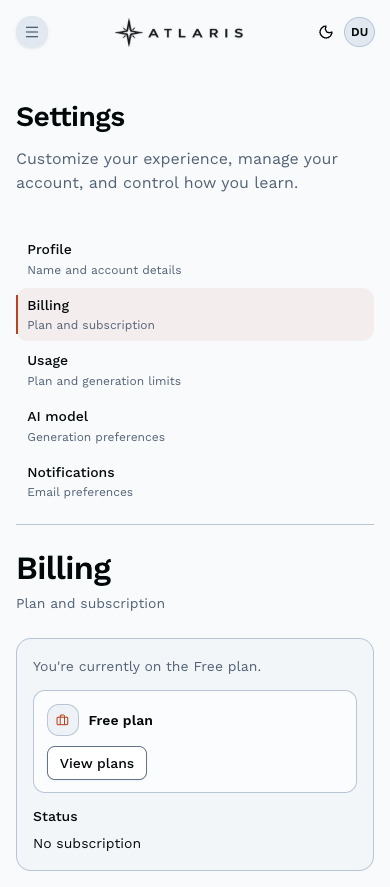 ATLARIS
DU
Settings
Customize your experience, manage your
account, and control how you learn.
Profile
Name and account details
Billing
Plan and subscription
Usage
Plan and generation limits
AI model
Generation preferences
Notifications
Email preferences
Billing
Plan and subscription
You're currently on the Free plan.
Free plan
View plans
Status
No subscription